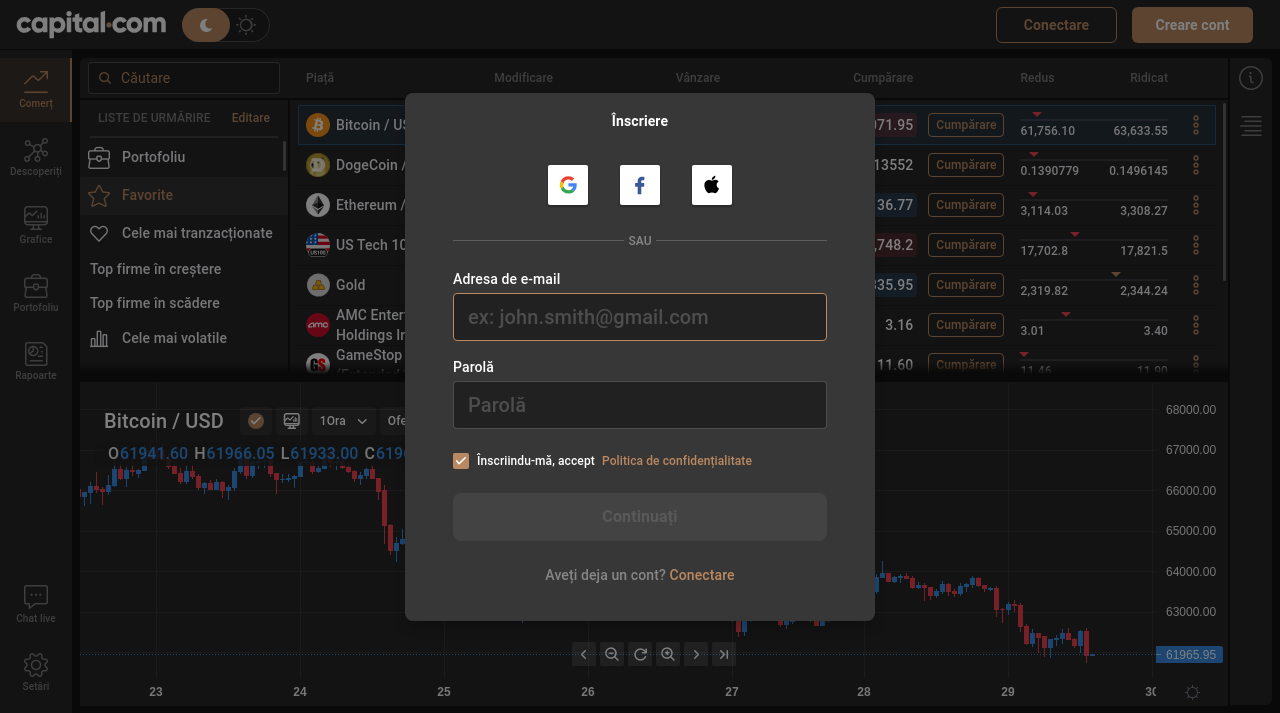 capital.com
Conectare
Creare cont
Comerț
Descoperiți
Grafice
Portofoliu
Rapoarte
Chat live
Setări
Căutare
LISTE DE URMĂRIRE Editare
Portofoliu
Favorite
Cele mai tranzacționate
Top firme în creștere
Top firme în scădere
Cele mai volatile
Piață Modificare Vânzare Cumpărare Redus Ridicat
Bitcoin / Cumpărare 61,756.10 63,633.55
DogeCoin / 13552 Cumpărare 0.1390779 0.1496145
Ethereum / 36.77 Cumpărare 3,114.03 3,308.27
US Tech 10 ,748.2 Cumpărare 17,702.8 17,821.5
Gold 35.95 Cumpărare 2,319.82 2,344.24
AMC Enter
Holdings In 3.16 Cumpărare 3.01 3.40
GameStop 11.60 Cumpărare 11.46 11.90
Înscriere
SAU
Adresa de e-mail
ex: john.smith@gmail.com
Parolă
Parolă
Înscriindu-mă, accept Politica de confidențialitate
Continuați
Aveți deja un cont? Conectare
Bitcoin / USD 1Ora Ofe
O61941.60 H61966.05 L61933.00 C6196
68000.00
67000.00
66000.00
65000.00
64000.00
63000.00
61965.95
23 24 25 26 27 28 29 30